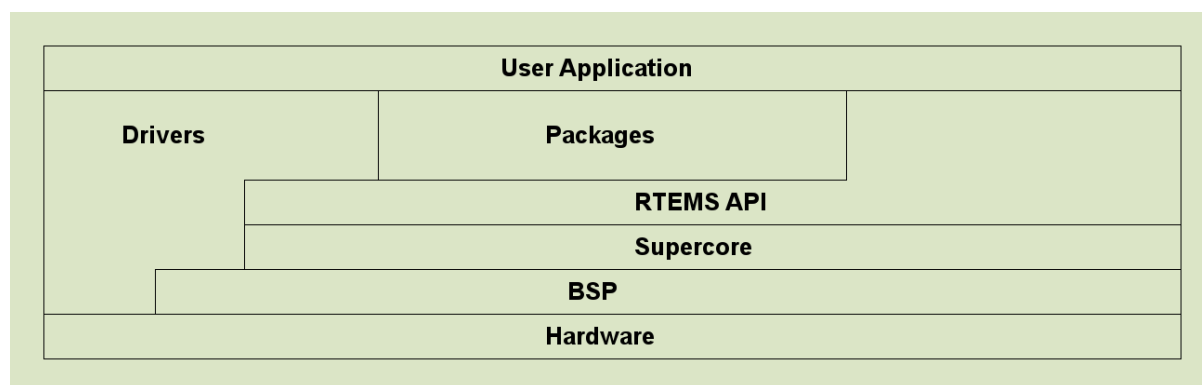 User Application
Drivers
Packages
RTEMS API
Supercore
BSP
Hardware